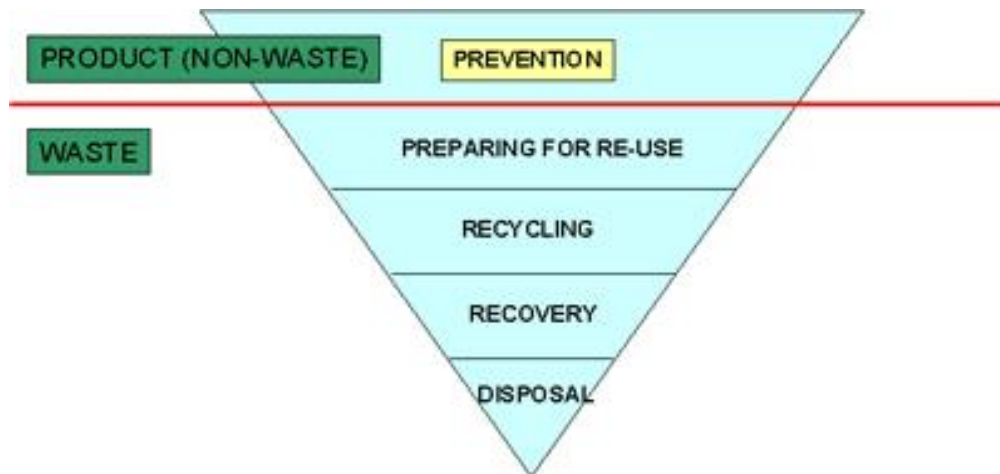 PRODUCT (NON-WASTE)
PREVENTION
WASTE
PREPARING FOR RE-USE
RECYCLING
RECOVERY
DISPOSAL